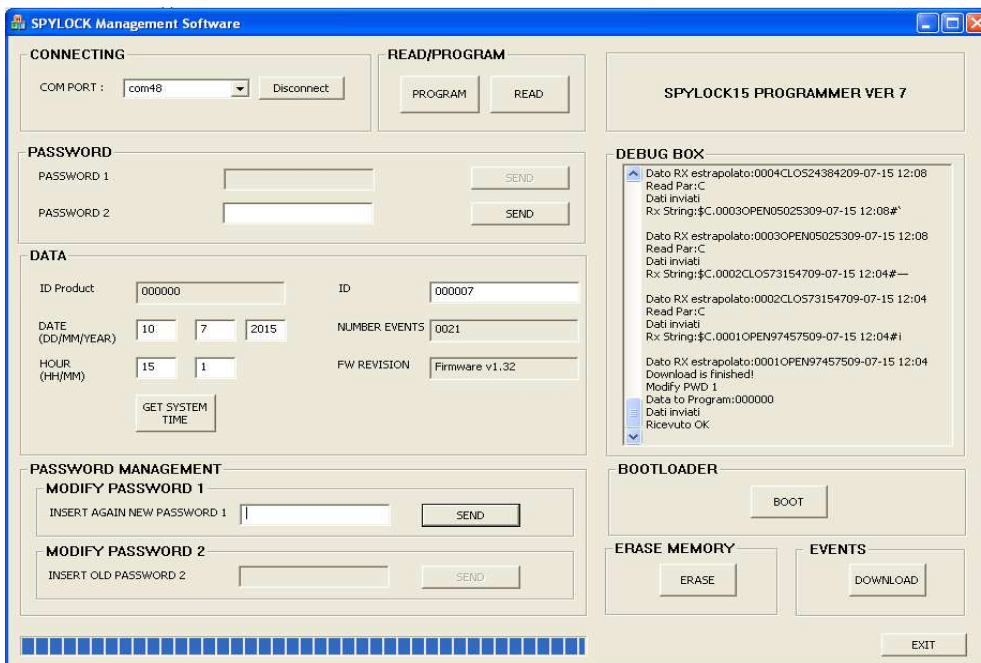 SPYLOCK Management Software
CONNECTING
COM PORT :
com48
Disconnect
READ/PROGRAM
PROGRAM
READ
SPYLOCK15 PROGRAMMER VER 7
PASSWORD
PASSWORD 1
SEND
PASSWORD 2
SEND
DATA
ID Product
000000
ID
000007
DATE
(DD/MM/YEAR)
10
7
2015
NUMBER EVENTS
0021
HOUR
(HH/MM)
15
1
FW REVISION
Firmware v1.32
GET SYSTEM
TIME
DEBUG BOX
Dato RX estrapolato:0004CLOS24384209-07-15 12:08
Read Par:C
Dati inviati
Rx String:$C.0003OPEN05025309-07-15 12:08#`
Dato RX estrapolato:0003OPEN05025309-07-15 12:08
Read Par:C
Dati inviati
Rx String:$C.0002CLOS73154709-07-15 12:04#—
Dato RX estrapolato:0002CLOS73154709-07-15 12:04
Read Par:C
Dati inviati
Rx String:$C.0001OPEN97457509-07-15 12:04#i
Dato RX estrapolato:0001OPEN97457509-07-15 12:04
Download is finished!
Modify PWD 1
Data to Program:000000
Dati inviati
Ricevuto OK
PASSWORD MANAGEMENT
MODIFY PASSWORD 1
INSERT AGAIN NEW PASSWORD 1
SEND
MODIFY PASSWORD 2
INSERT OLD PASSWORD 2
SEND
BOOTLOADER
BOOT
ERASE MEMORY
ERASE
EVENTS
DOWNLOAD
EXIT